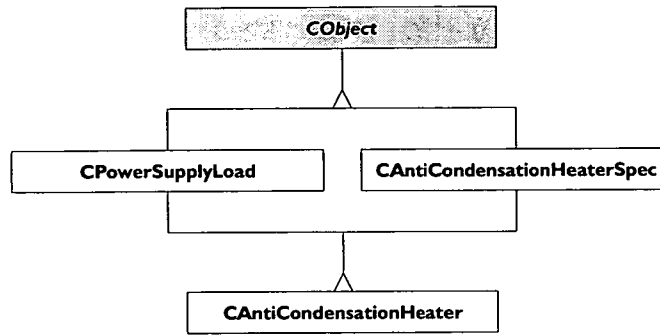 CObject
CPowerSupplyLoad
CAntiCondensationHeaterSpec
CAntiCondensationHeater